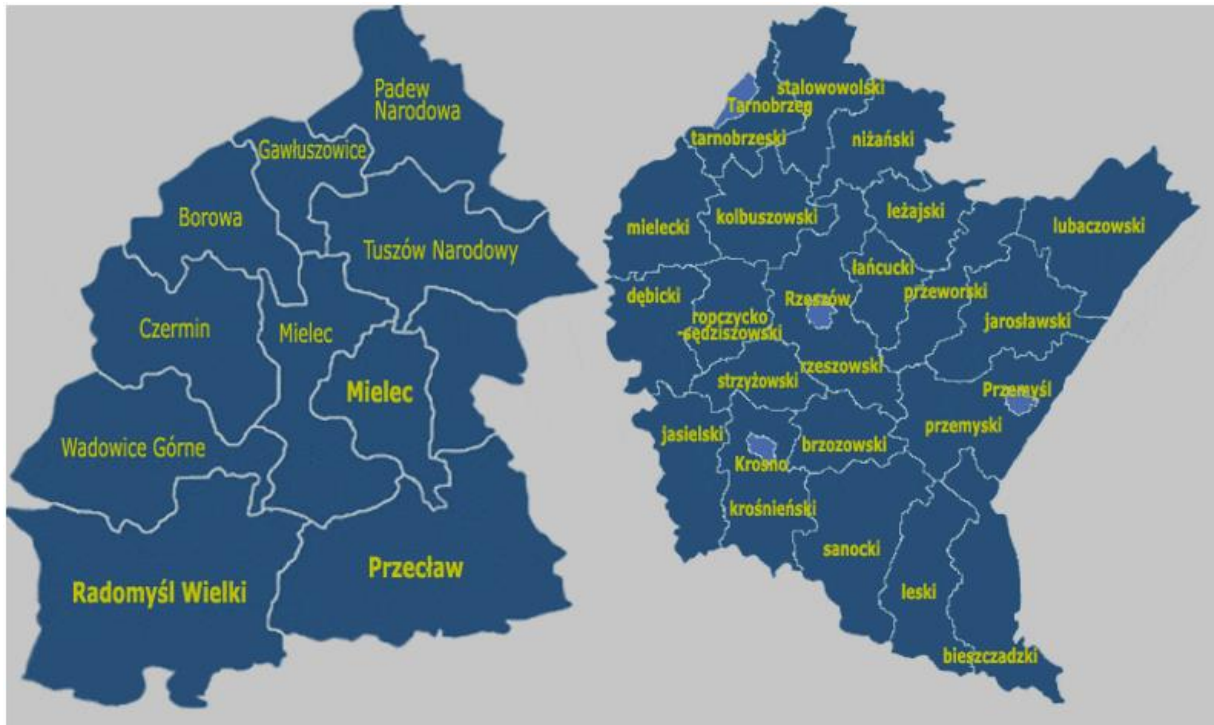 Padew
Narodowa
Gawłuszowice
Borowa
Tuszów Narodowy
Czermin
Mielec
Mielec
Wadowice Górne
Przecław
Radomyśl Wielki
stalowowolski
Tarnobrzeg
tarnobrzeski
niżański
mielecki
kolbuszowski
leżajski
lubaczowski
łańcucki
dębicki
Rzeszów
przeworski
ropczycko
-sędziszowski
jarosławski
strzyżowski
rzeszowski
Przemyśl
jasielski
przemyski
brzozowski
Krosno
krośnieński
sanocki
leski
bieszczadzki